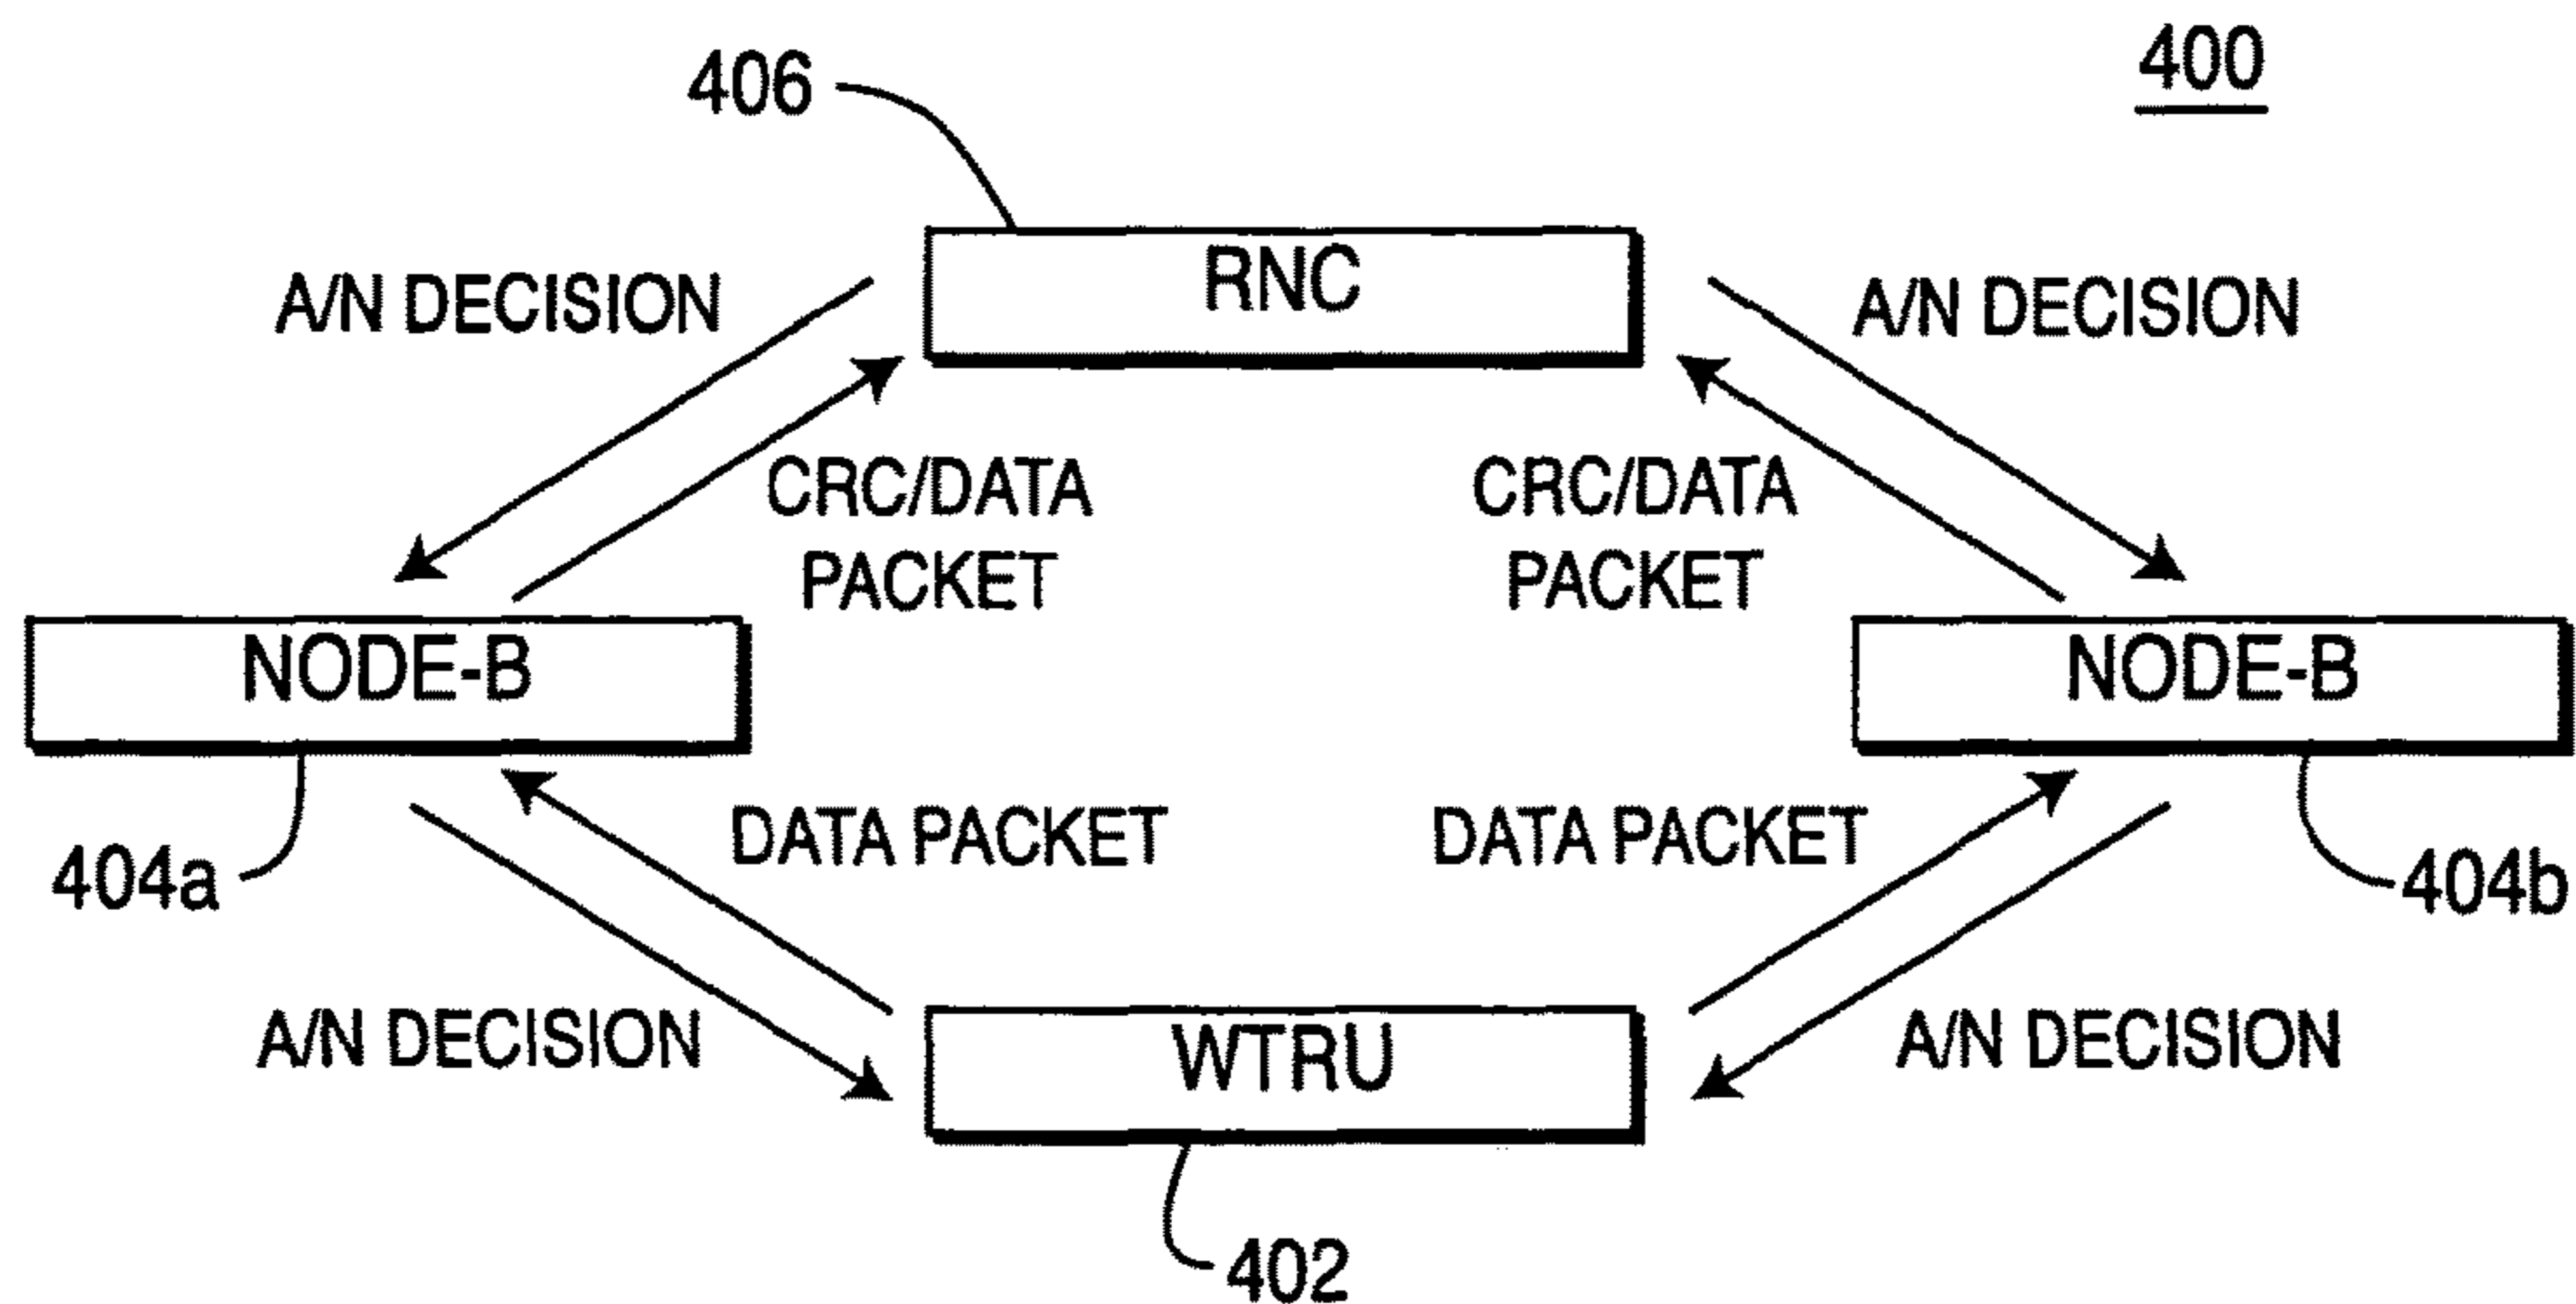 400
406
RNC
A/N DECISION
A/N DECISION
CRC/DATA
PACKET
CRC/DATA
PACKET
NODE-B
NODE-B
DATA PACKET
DATA PACKET
404a
404b
A/N DECISION
A/N DECISION
WTRU
402